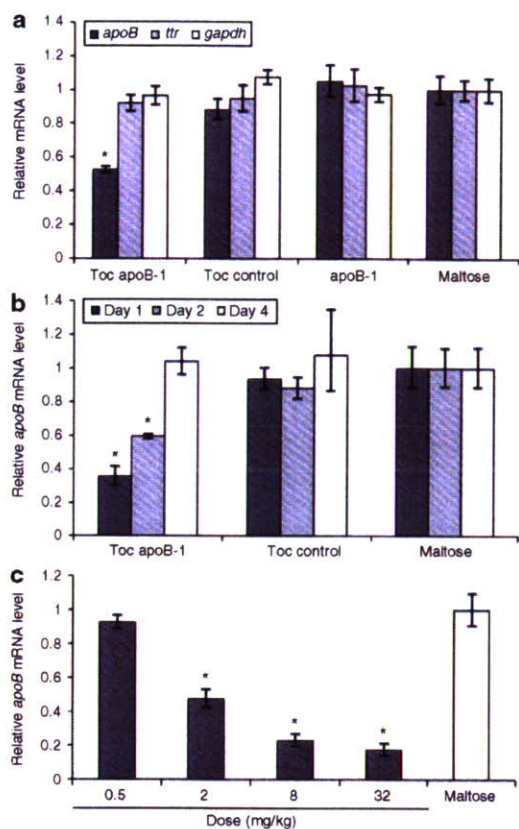 a
apoB ttr gapdh
Relative mRNA level
1.4
1.2
1
0.8
0.6
0.4
0.2
0
*
Toc apoB-1 Toc control apoB-1 Maltose
b
Day 1 Day 2 Day 4
Relative apoB mRNA level
1.4
1.2
1
0.8
0.6
0.4
0.2
0
* *
Toc apoB-1 Toc control Maltose
c
Relative apoB mRNA level
1.2
1
0.8
0.6
0.4
0.2
0
* * *
0.5 2 8 32 Maltose
Dose (mg/kg)